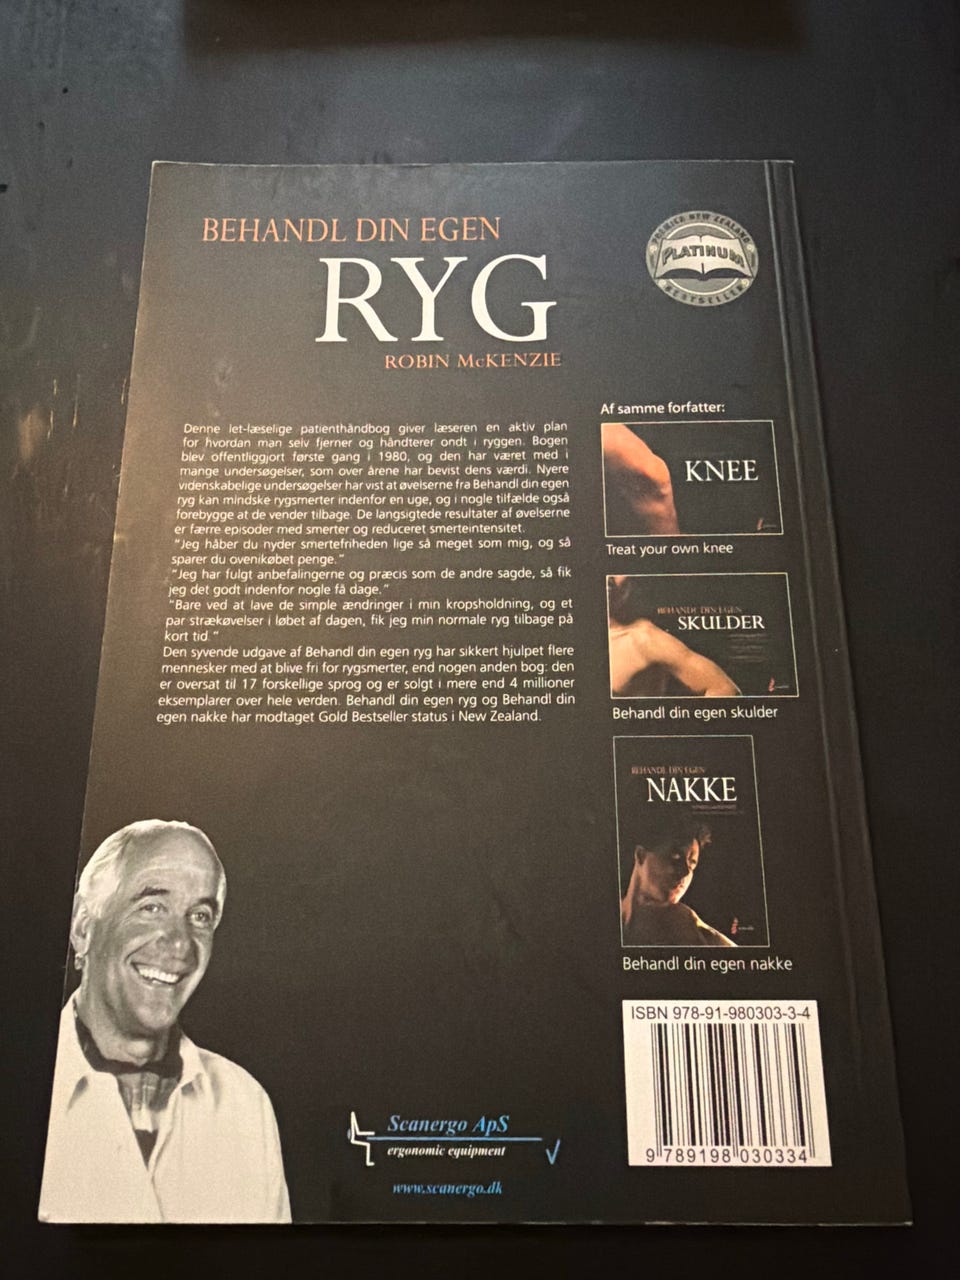 BEHANDL DIN EGEN
RYG
ROBIN McKENZIE
PREMIER NEW ZEALAND
PLATINUM
BESTSELLER
Denne let-læselige patienthåndbog giver læseren en aktiv plan
for hvordan man selv fjerner og håndterer ondt i ryggen. Bogen
blev offentliggjort første gang i 1980, og den har været med i
mange undersøgelser, som over årene har bevist dens værdi. Nyere
videnskabelige undersøgelser har vist at øvelserne fra Behandl din egen
ryg kan mindske rygsmerter indenfor en uge, og i nogle tilfælde også
forebygge at de vender tilbage. De langsigtede resultater af øvelserne
er færre episoder med smerter og reduceret smerteintensitet.
"Jeg håber du nyder smertefriheden lige så meget som mig, og så
sparer du ovenikøbet penge."
"Jeg har fulgt anbefalingerne og præcis som de andre sagde, så fik
jeg det godt indenfor nogle få dage."
"Bare ved at lave de simple ændringer i min kropsholdning, og et
par strækøvelser i løbet af dagen, fik jeg min normale ryg tilbage på
kort tid."
Den syvende udgave af Behandl din egen ryg har sikkert hjulpet flere
mennesker med at blive fri for rygsmerter, end nogen anden bog: den
er oversat til 17 forskellige sprog og er solgt i mere end 4 millioner
eksemplarer over hele verden. Behandl din egen ryg og Behandl din
egen nakke har modtaget Gold Bestseller status i New Zealand.
Af samme forfatter:
KNEE
Treat your own knee
BEHANDL DIN EGEN
SKULDER
Behandl din egen skulder
BEHANDL DIN EGEN
NAKKE
Behandl din egen nakke
ISBN 978-91-980303-3-4
9 789198 030334
Scanergo ApS
ergonomic equipment
www.scanergo.dk